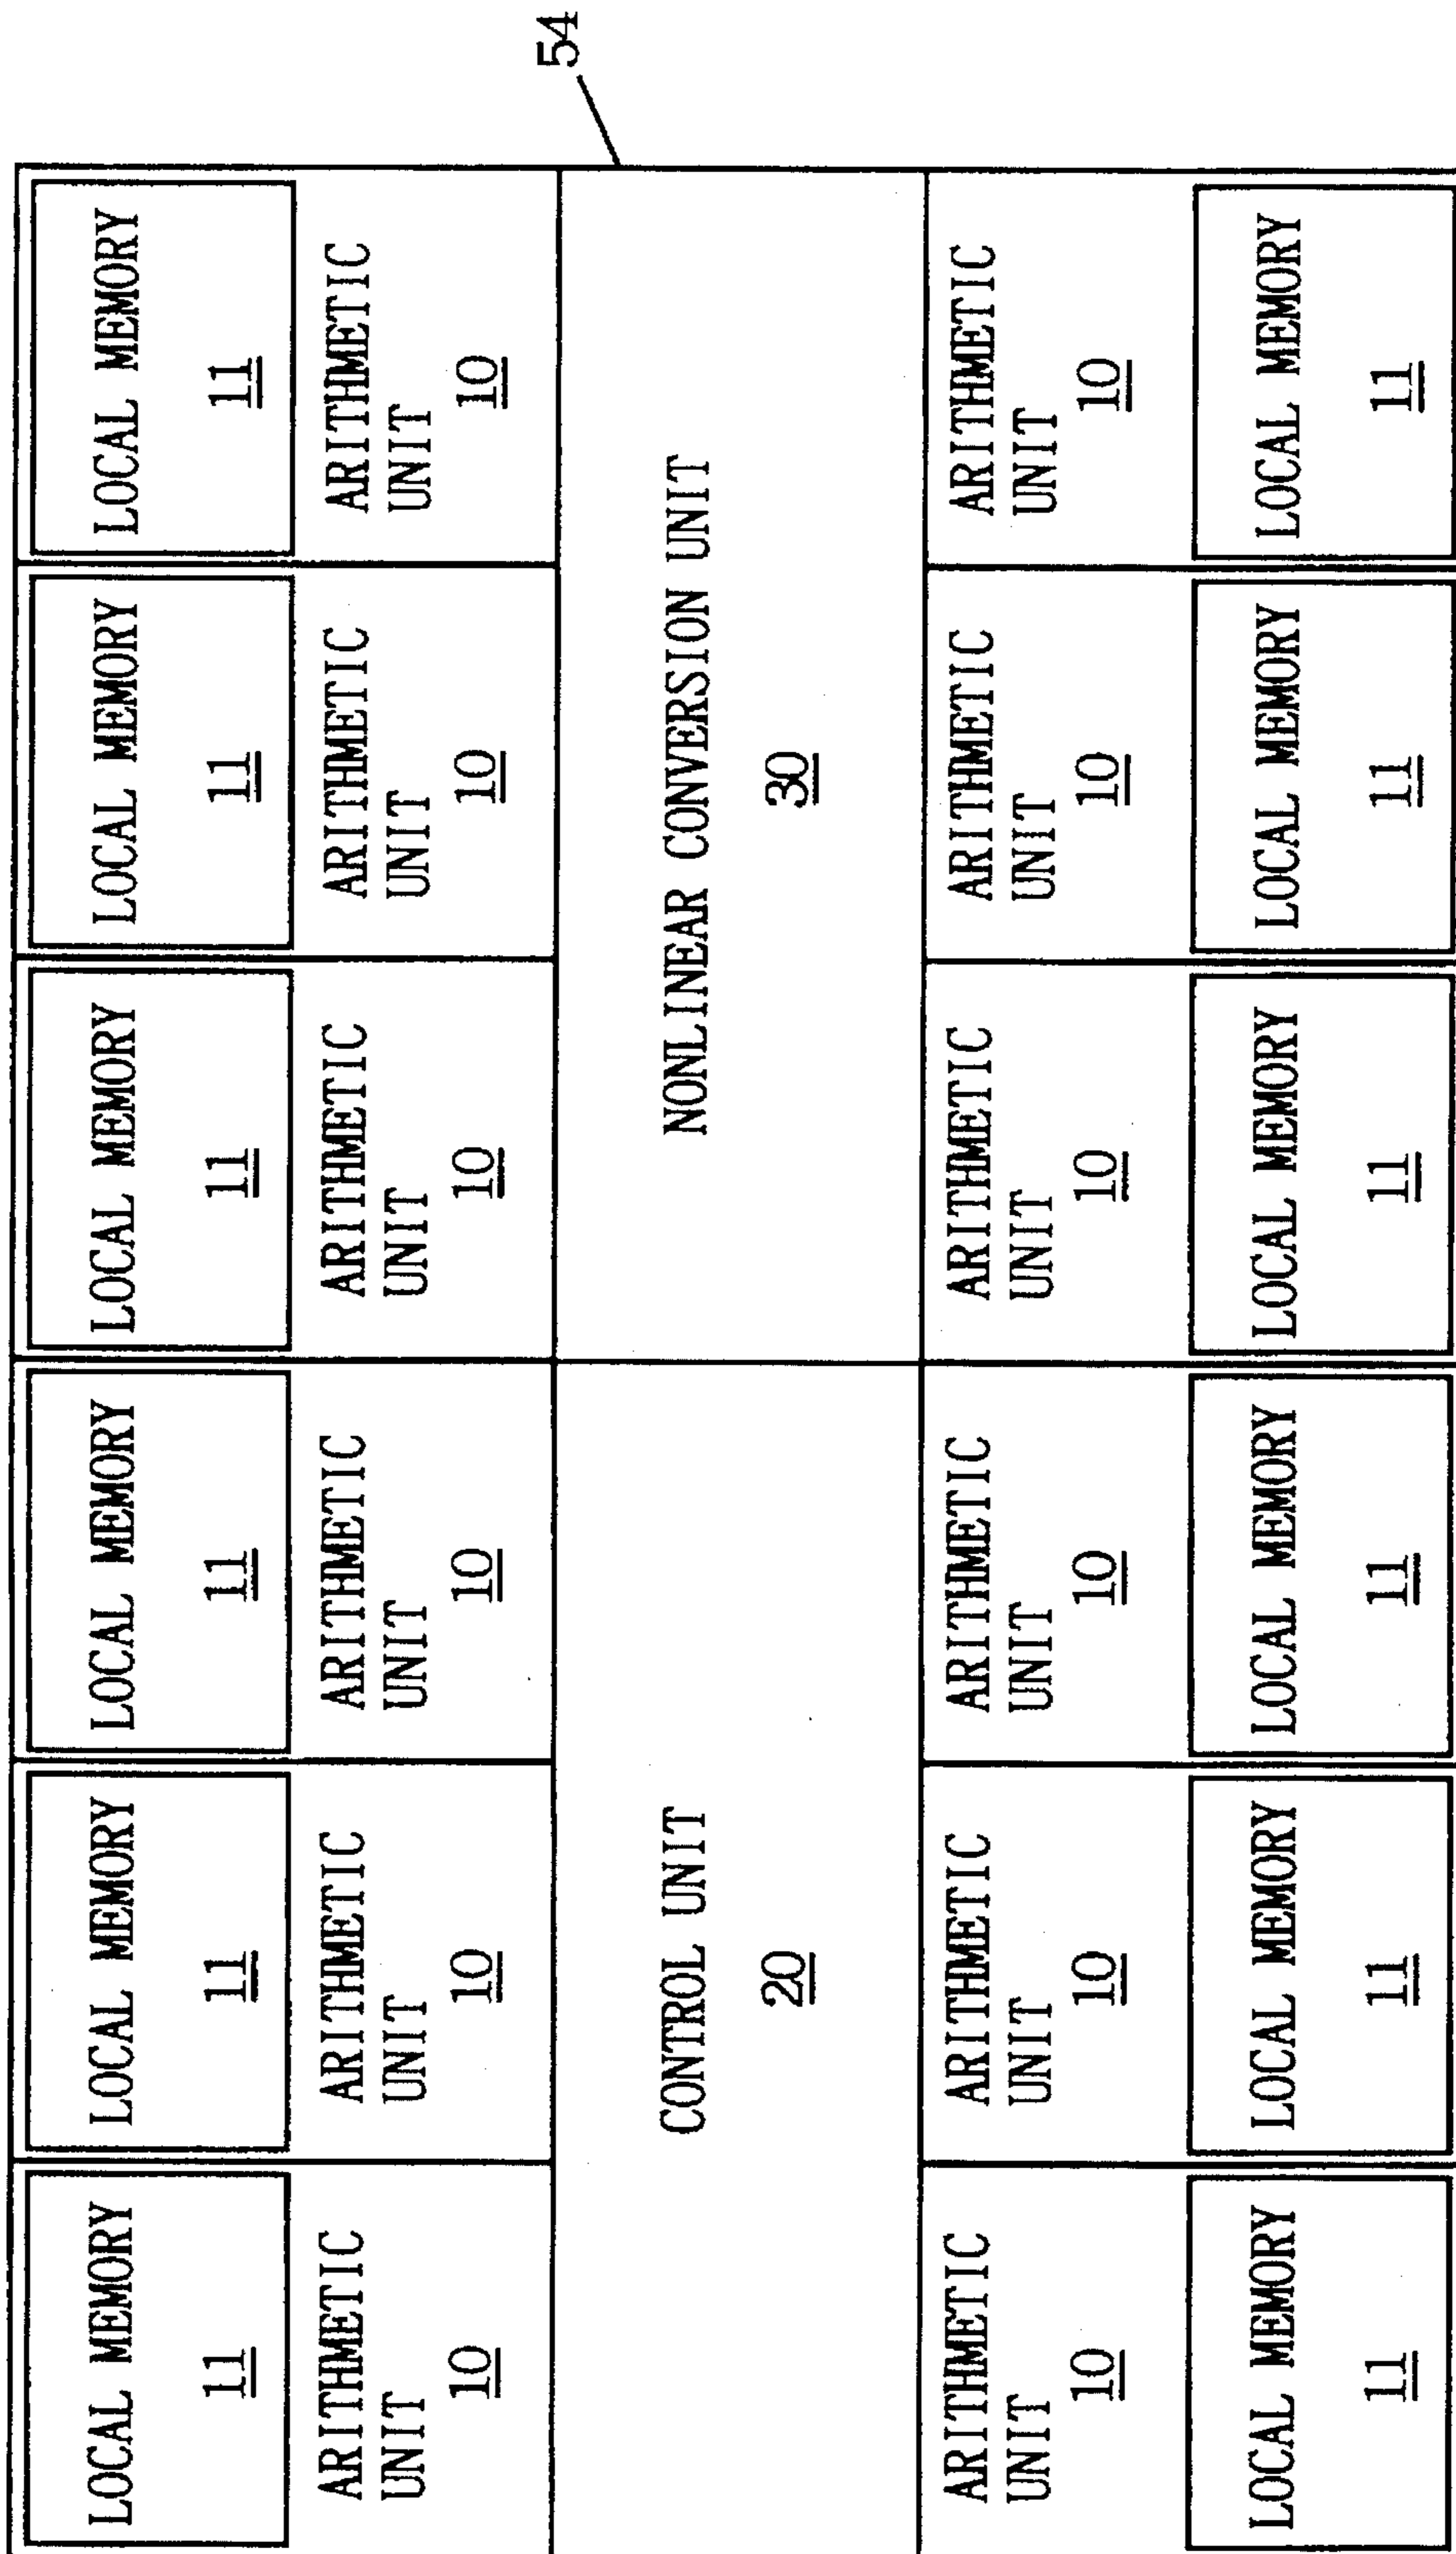 LOCAL MEMORY
11
ARITHMETIC
UNIT
10
LOCAL MEMORY
11
ARITHMETIC
UNIT
10
LOCAL MEMORY
11
ARITHMETIC
UNIT
10
LOCAL MEMORY
11
ARITHMETIC
UNIT
10
LOCAL MEMORY
11
ARITHMETIC
UNIT
10
LOCAL MEMORY
11
ARITHMETIC
UNIT
10
54
CONTROL UNIT
20
NONLINEAR CONVERSION UNIT
30
ARITHMETIC
UNIT
10
LOCAL MEMORY
11
ARITHMETIC
UNIT
10
LOCAL MEMORY
11
ARITHMETIC
UNIT
10
LOCAL MEMORY
11
ARITHMETIC
UNIT
10
LOCAL MEMORY
11
ARITHMETIC
UNIT
10
LOCAL MEMORY
11
ARITHMETIC
UNIT
10
LOCAL MEMORY
11